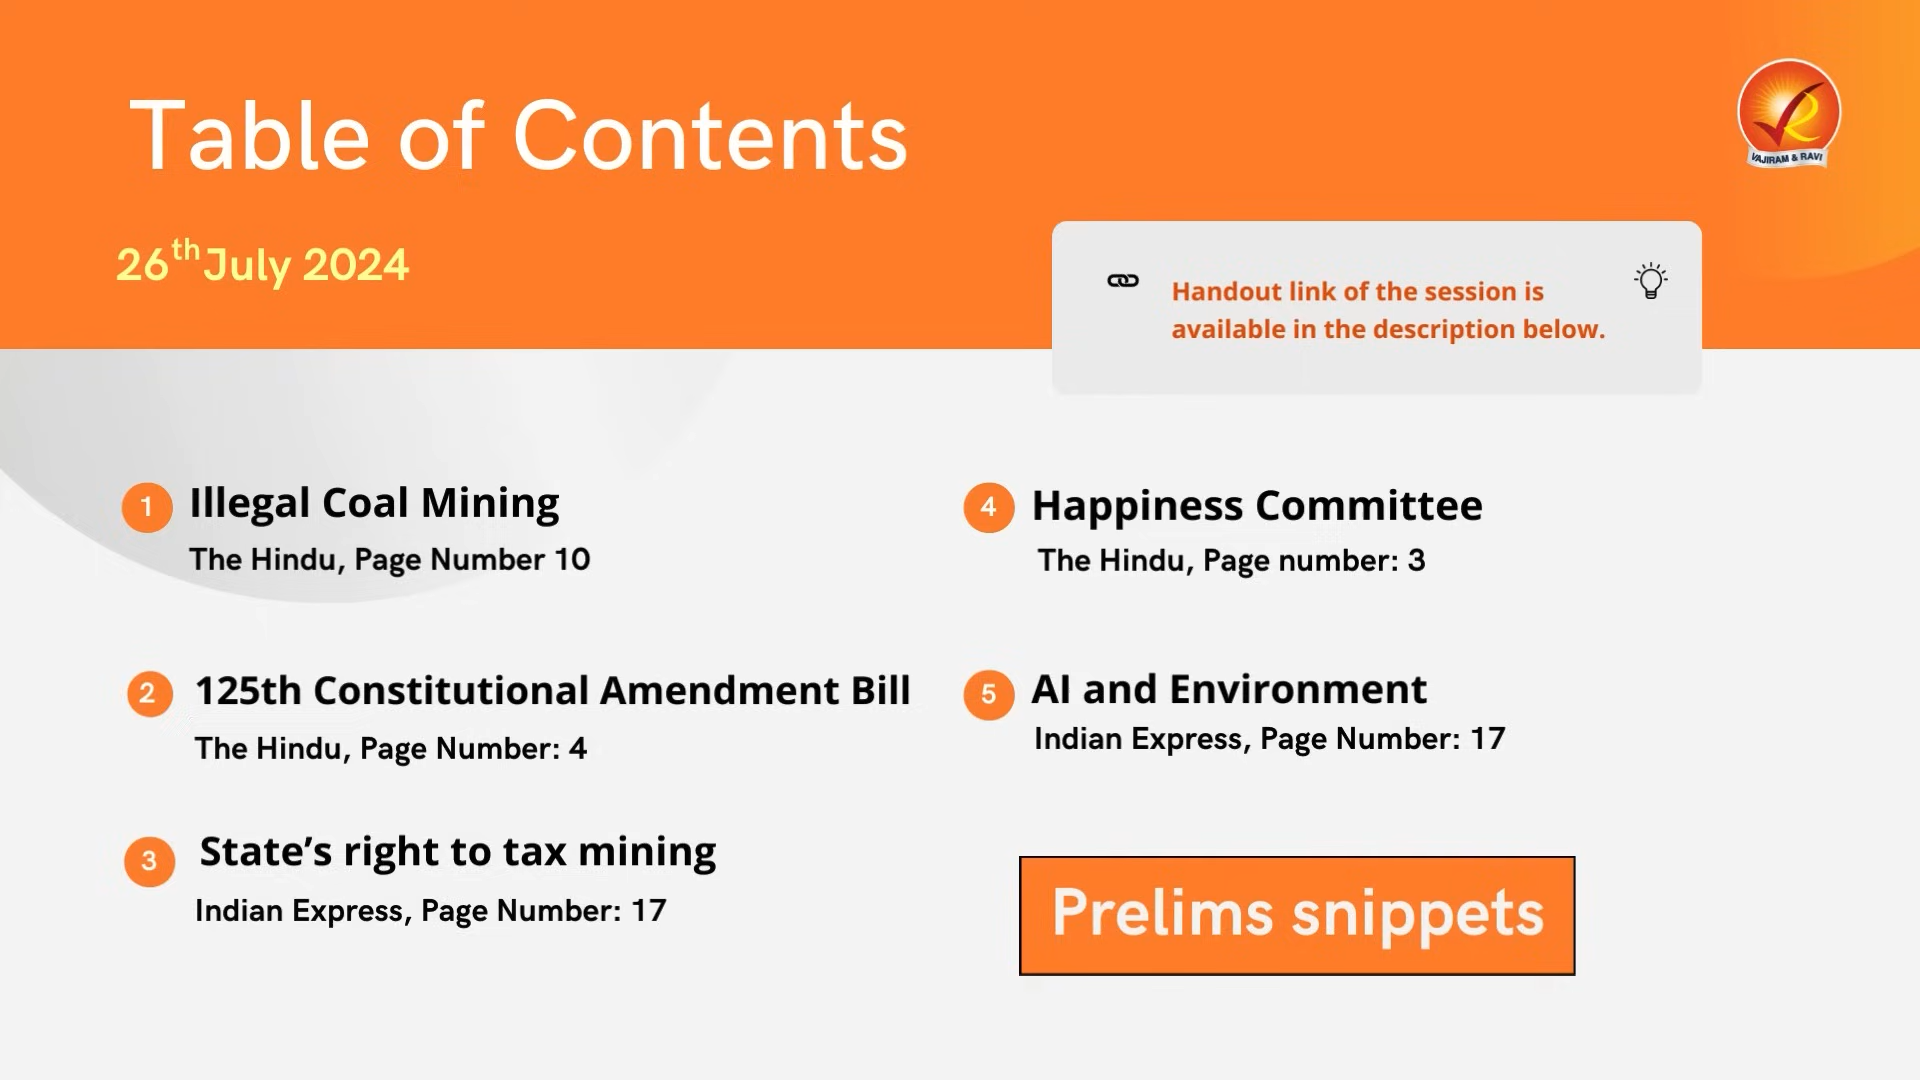 Table of Contents
VAJIRAM & RAVI
26th July 2024
Handout link of the session is
available in the description below.
1 Illegal Coal Mining
The Hindu, Page Number 10
2 125th Constitutional Amendment Bill
The Hindu, Page Number: 4
3 State’s right to tax mining
Indian Express, Page Number: 17
4 Happiness Committee
The Hindu, Page number: 3
5 AI and Environment
Indian Express, Page Number: 17
Prelims snippets